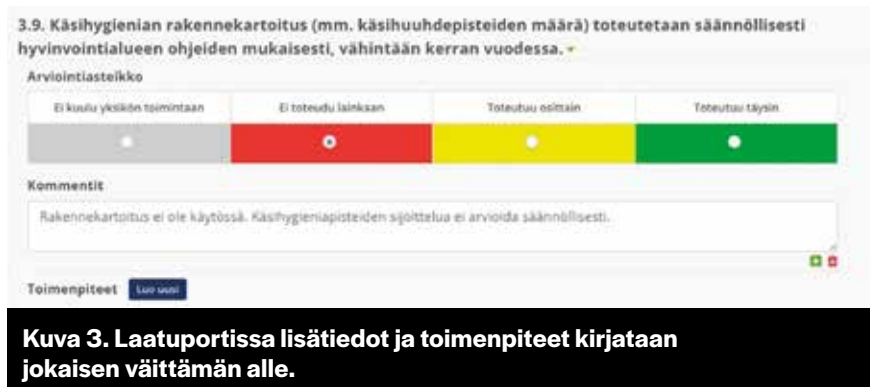 3.9. Käsihygienian rakennekartoitus (mm. käsihuuhdepisteiden määrä) toteutetaan säännöllisesti
hyvinvointialueen ohjeiden mukaisesti, vähintään kerran vuodessa.
Arviointiasteikko
Ei kuulu yksikön toimintaan
Ei toteudu lainkaan
Toteutuu osittain
Toteutuu täysin
Kommentit
Rakennekartoitus ei ole käytössä. Käsihygieniapisteiden sijoittelua ei arvioida säännöllisesti.
Toimenpiteet Luo uusi
Kuva 3. Laatuportissa lisätiedot ja toimenpiteet kirjataan
jokaisen väittämän alle.